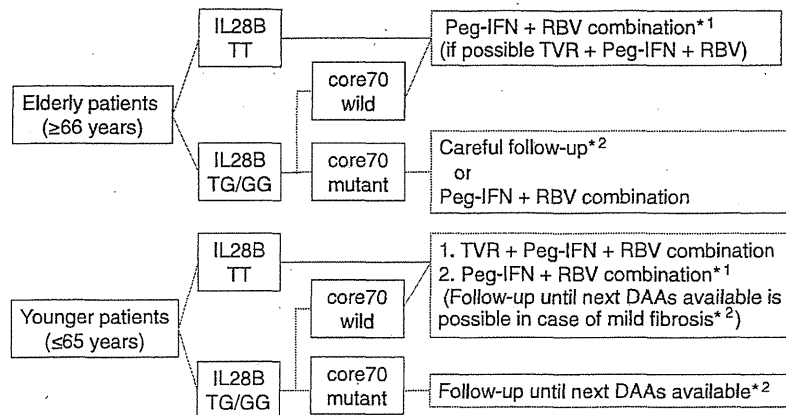 Elderly patients
(≥66 years)
IL28B
TT
IL28B
TG/GG
core70
wild
core70
mutant
Peg-IFN + RBV combination*1
(if possible TVR + Peg-IFN + RBV)
Careful follow-up*2
or
Peg-IFN + RBV combination
Younger patients
(≤65 years)
IL28B
TT
IL28B
TG/GG
core70
wild
core70
mutant
1. TVR + Peg-IFN + RBV combination
2. Peg-IFN + RBV combination*1
(Follow-up until next DAAs available is
possible in case of mild fibrosis*2)
Follow-up until next DAAs available*2